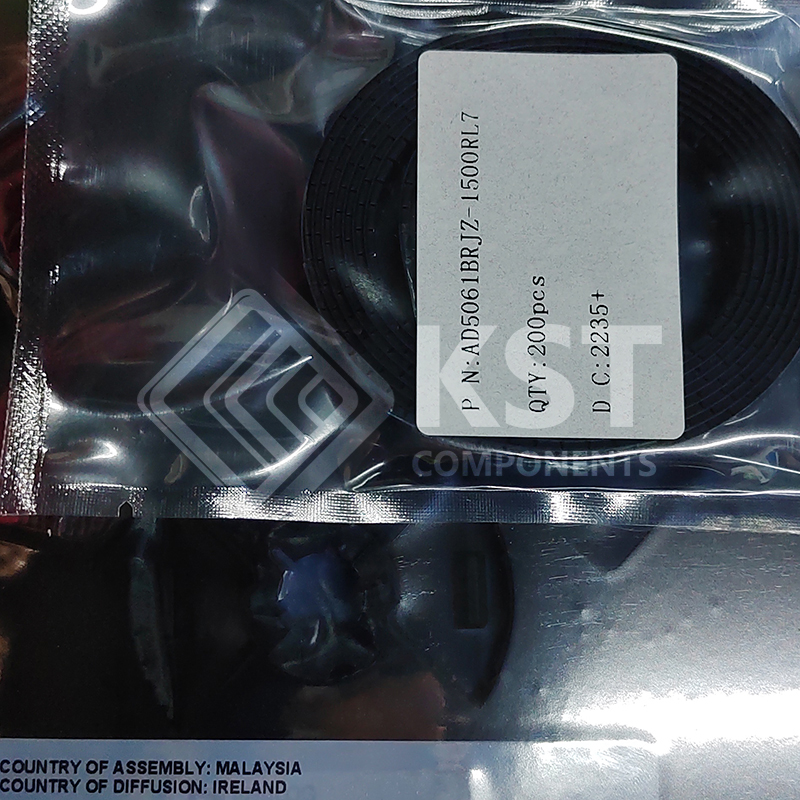 P N:AD5061BRJZ-1500RL7
QTY:200pcs
D C:2235+
KST
COMPONENTS
COUNTRY OF ASSEMBLY: MALAYSIA
COUNTRY OF DIFFUSION: IRELAND